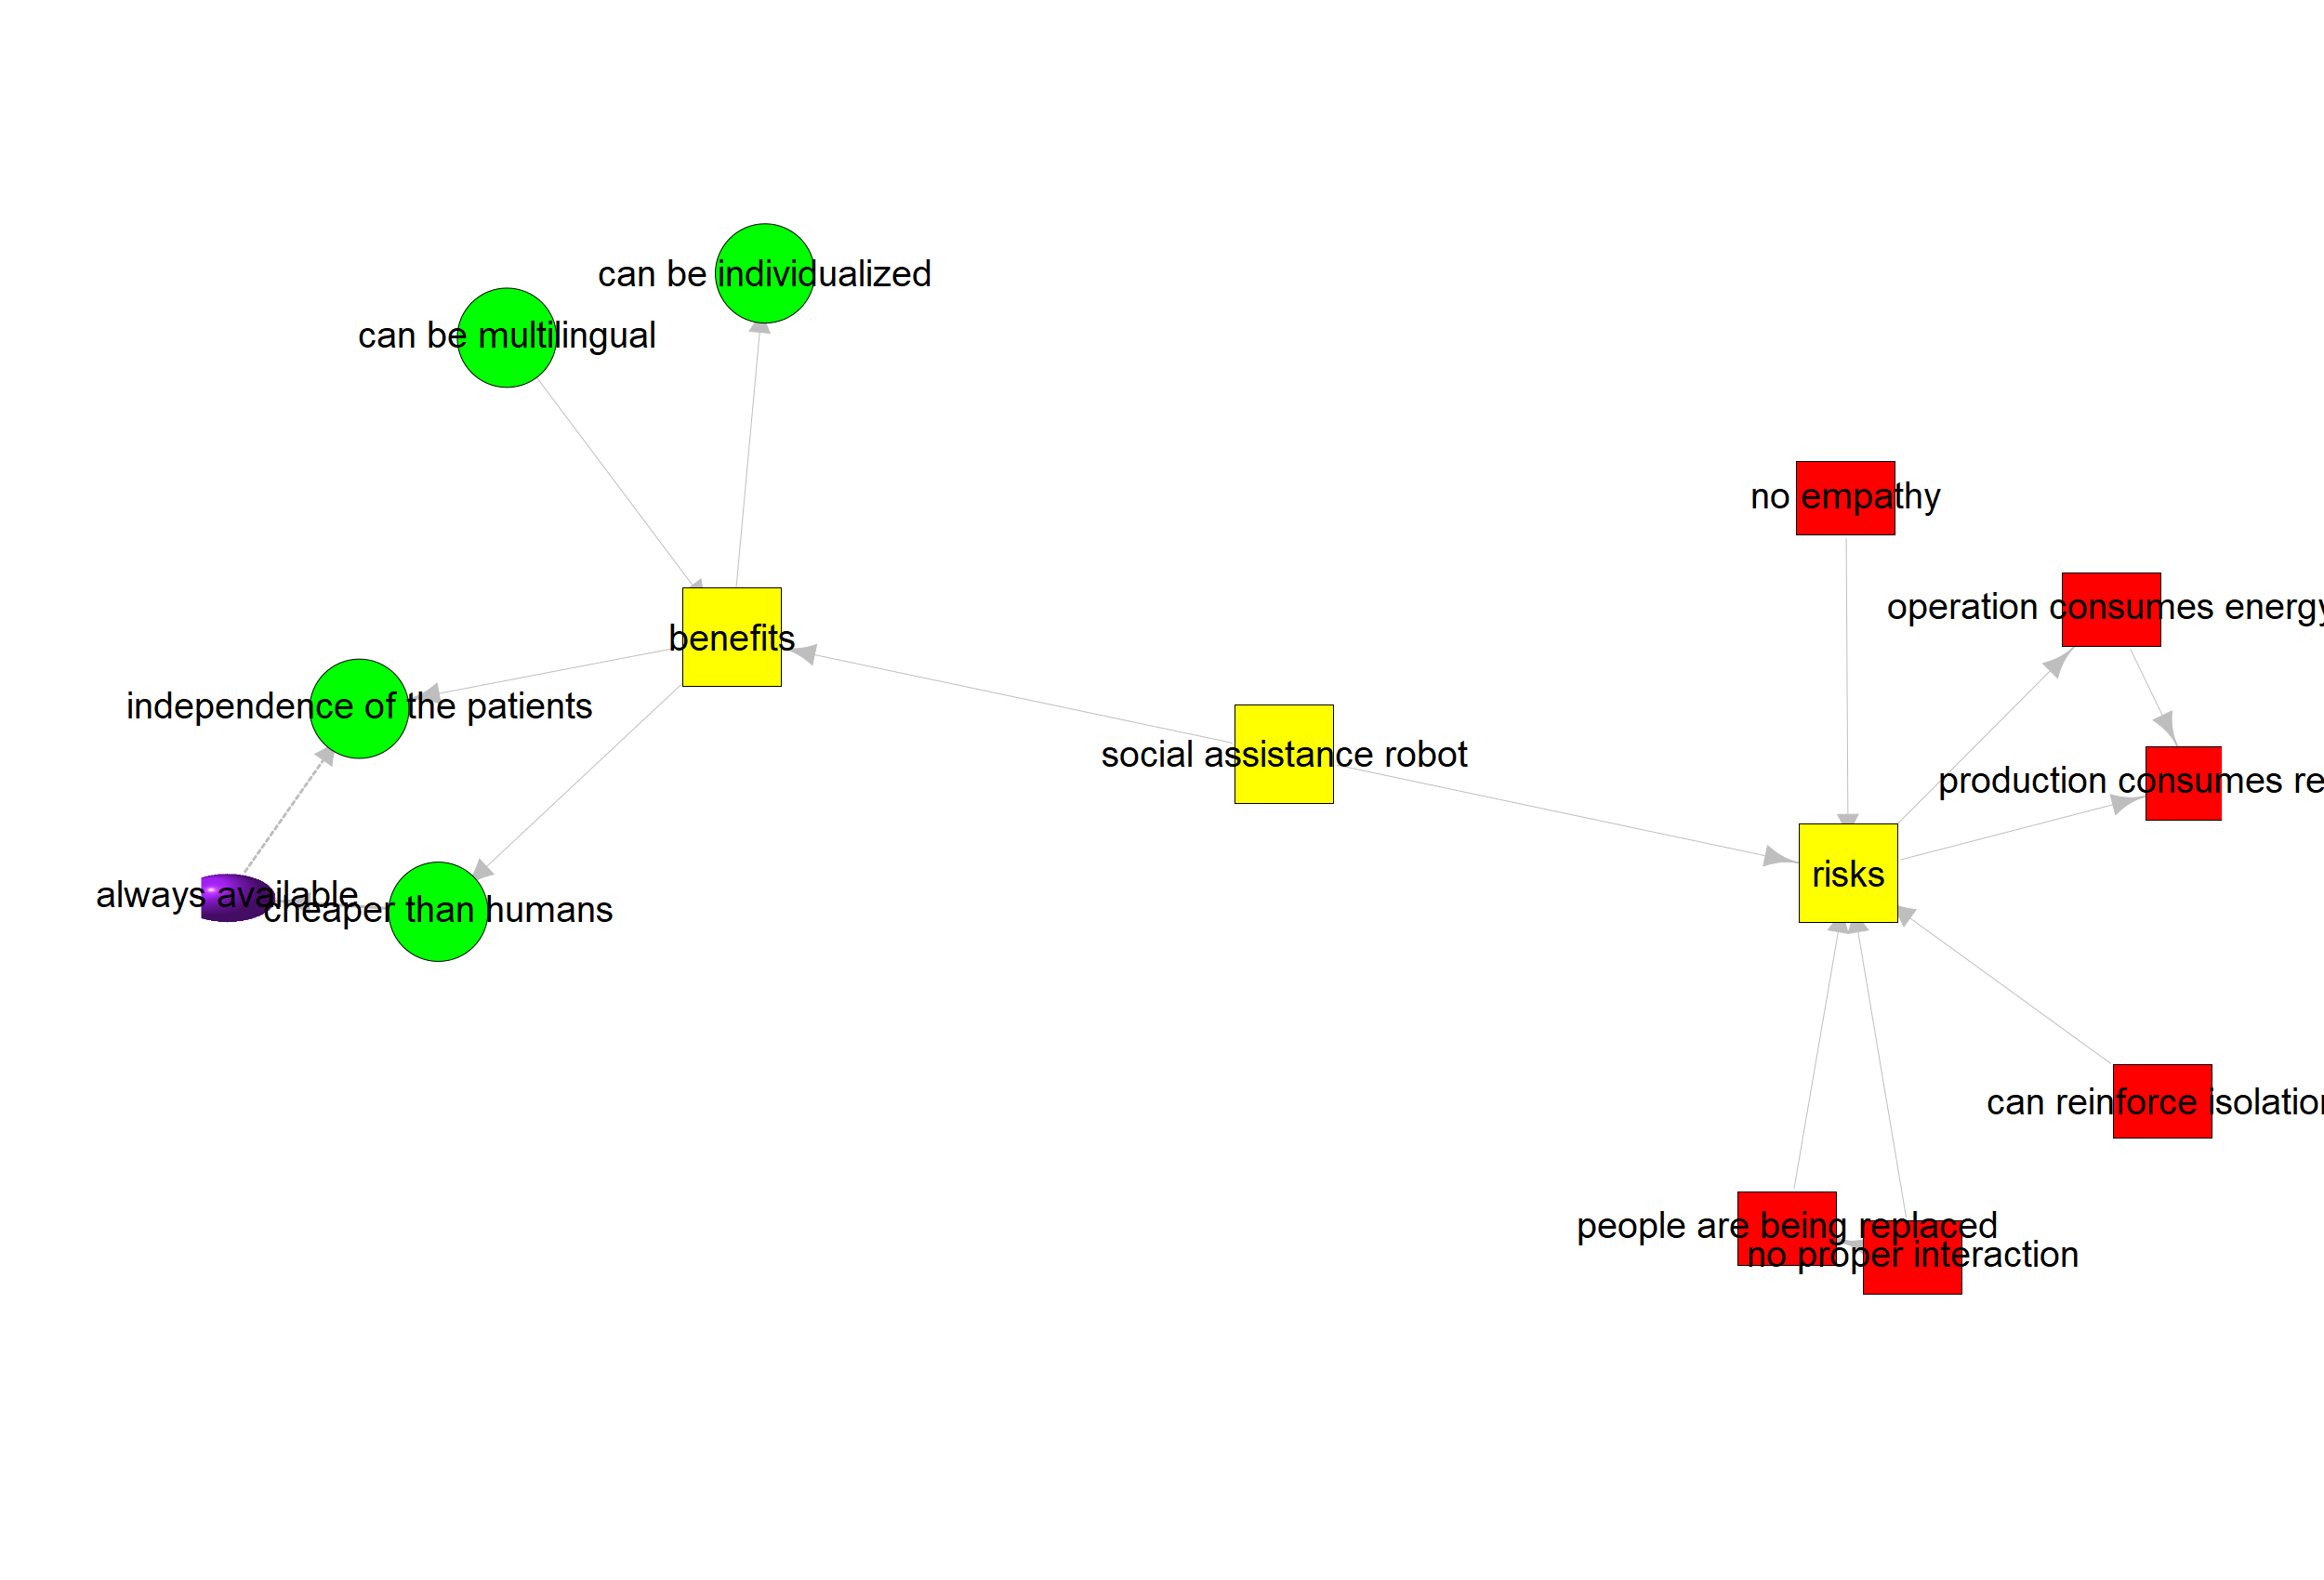 can be individualized
can be multilingual
no empathy
operation consumes energy
benefits
independence of the patients
social assistance robot
production consumes re
risks
always available
cheaper than humans
can reinforce isolation
people are being replaced
no proper interaction